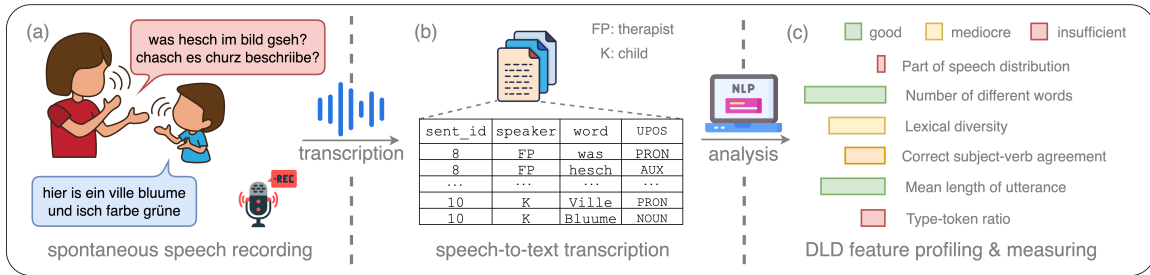 (a)
was hesch im bild gseh?
chasch es churz beschriibe?
hier is ein ville bluume
und isch farbe grüne
REC
spontaneous speech recording
transcription
(b)
FP: therapist
K: child
sent_id speaker word UPOS
8 FP was PRON
8 FP hesch AUX
... ... ... ...
10 K Ville PRON
10 K Bluume NOUN
speech-to-text transcription
NLP
analysis
(c)
good mediocre insufficient
Part of speech distribution
Number of different words
Lexical diversity
Correct subject-verb agreement
Mean length of utterance
Type-token ratio
DLD feature profiling & measuring